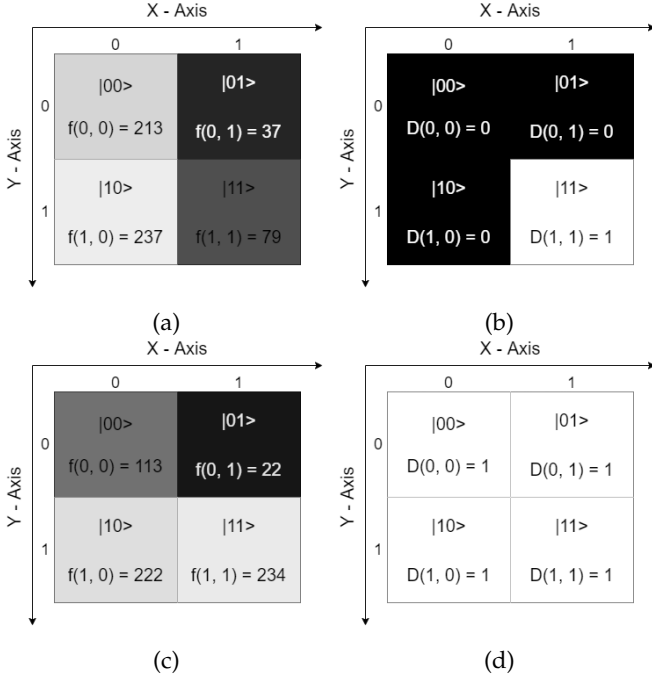 X - Axis
X - Axis
0 1
0 1
Y - Axis
Y - Axis
0
0
|00> |01>
|00> |01>
f(0, 0) = 213 f(0, 1) = 37
D(0, 0) = 0 D(0, 1) = 0
1
1
|10> |11>
|10> |11>
f(1, 0) = 237 f(1, 1) = 79
D(1, 0) = 0 D(1, 1) = 1
(a)
(b)
X - Axis
X - Axis
0 1
0 1
Y - Axis
Y - Axis
0
0
|00> |01>
|00> |01>
f(0, 0) = 113 f(0, 1) = 22
D(0, 0) = 1 D(0, 1) = 1
1
1
|10> |11>
|10> |11>
f(1, 0) = 222 f(1, 1) = 234
D(1, 0) = 1 D(1, 1) = 1
(c)
(d)